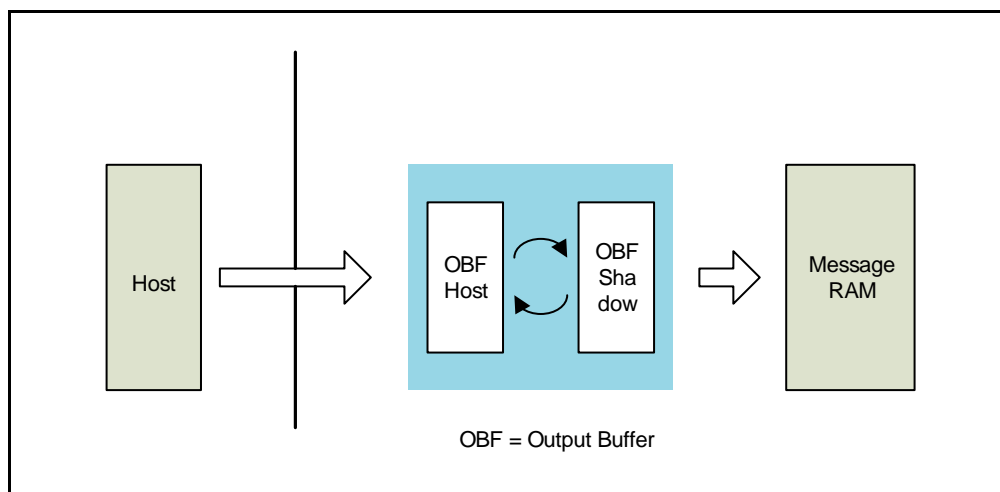 Host
OBF
Host
OBF
Sha
dow
Message
RAM
OBF = Output Buffer